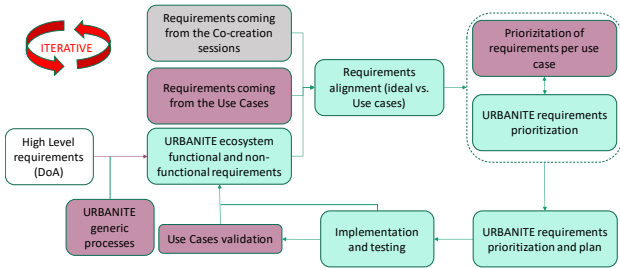 ITERATIVE
Requirements coming
from the Co-creation
sessions
Requirements coming
from the Use Cases
Requirements
alignment (ideal vs.
Use cases)
Priorizitation of
requirements per use
case
URBANITE requirements
prioritization
High Level
requirements
(DoA)
URBANITE ecosystem
functional and non-
functional requirements
URBANITE
generic
processes
Use Cases validation
Implementation
and testing
URBANITE requirements
prioritization and plan